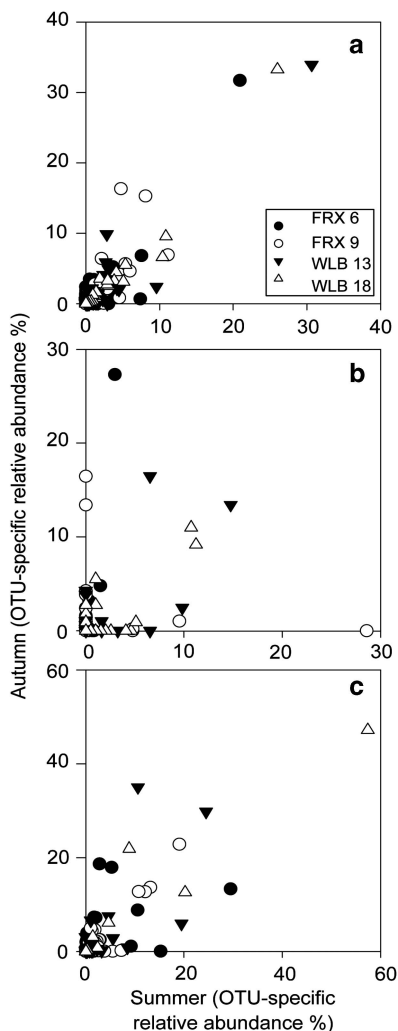 40
a
30
20
FRX 6
FRX 9
WLB 13
WLB 18
10
0
0 10 20 30 40
30
b
20
10
0
0 10 20 30
60
c
40
20
0
0 20 40 60
Autumn (OTU-specific relative abundance %)
Summer (OTU-specific
relative abundance %)